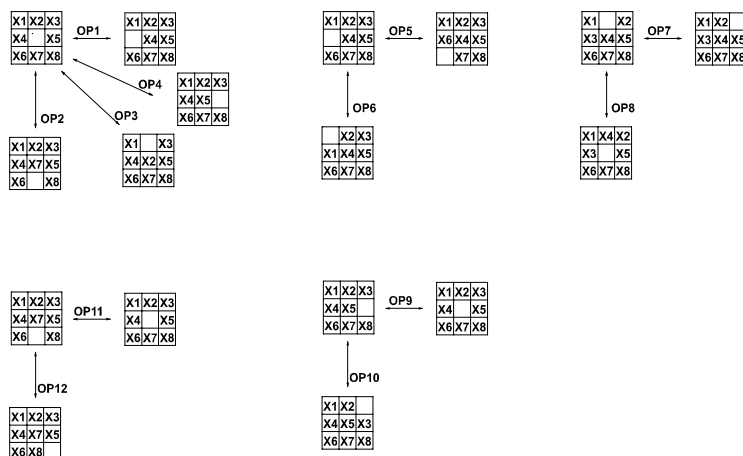 X1 X2 X3
X4 X5
X6 X7 X8
OP1
X1 X2 X3
X4 X5
X6 X7 X8
OP4
X1 X2 X3
X4 X5
X6 X7 X8
OP3
X1 X3
X4 X2 X5
X6 X7 X8
OP2
X1 X2 X3
X4 X7 X5
X6 X8
X1 X2 X3
X4 X5
X6 X7 X8
OP5
X1 X2 X3
X6 X4 X5
X7 X8
OP6
X2 X3
X1 X4 X5
X6 X7 X8
X1 X2
X3 X4 X5
X6 X7 X8
OP7
X1 X2
X3 X4 X5
X6 X7 X8
OP8
X1 X4 X2
X3 X5
X6 X7 X8
X1 X2 X3
X4 X7 X5
X6 X8
OP11
X1 X2 X3
X4 X5
X6 X7 X8
OP12
X1 X2 X3
X4 X7 X5
X6 X8
X1 X2 X3
X4 X5
X6 X7 X8
OP9
X1 X2 X3
X4 X5
X6 X7 X8
OP10
X1 X2
X4 X5 X3
X6 X7 X8